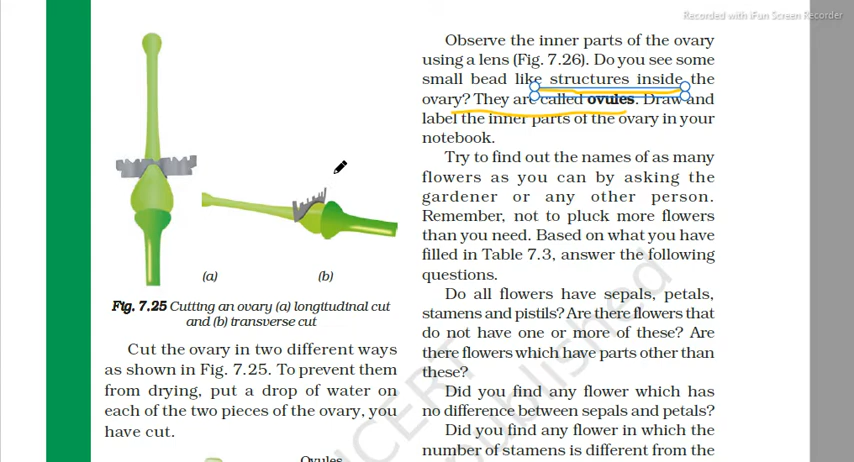 Recorded with iFun Screen Recorder
(a)
(b)
Fig. 7.25 Cutting an ovary (a) longitudinal cut
and (b) transverse cut
Cut the ovary in two different ways
as shown in Fig. 7.25. To prevent them
from drying, put a drop of water on
each of the two pieces of the ovary, you
have cut.
Ovules
Observe the inner parts of the ovary
using a lens (Fig. 7.26). Do you see some
small bead like structures inside the
ovary? They are called ovules. Draw and
label the inner parts of the ovary in your
notebook.
Try to find out the names of as many
flowers as you can by asking the
gardener or any other person.
Remember, not to pluck more flowers
than you need. Based on what you have
filled in Table 7.3, answer the following
questions.
Do all flowers have sepals, petals,
stamens and pistils? Are there flowers that
do not have one or more of these? Are
there flowers which have parts other than
these?
Did you find any flower which has
no difference between sepals and petals?
Did you find any flower in which the
number of stamens is different from the
NCERT
published